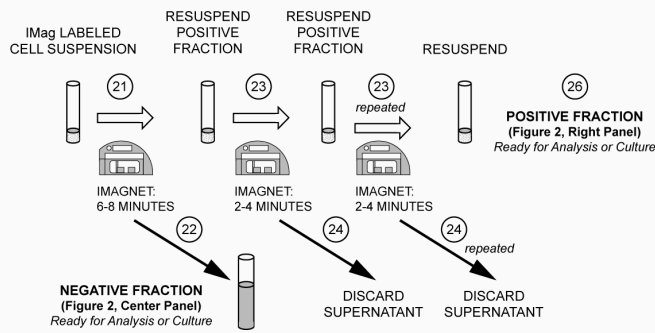 IMag LABELED
CELL SUSPENSION
RESUSPEND
POSITIVE
FRACTION
RESUSPEND
POSITIVE
FRACTION
RESUSPEND
21
23
23
repeated
26
POSITIVE FRACTION
(Figure 2, Right Panel)
Ready for Analysis or Culture
IMAGNET:
6-8 MINUTES
IMAGNET:
2-4 MINUTES
IMAGNET:
2-4 MINUTES
22
24
24
repeated
NEGATIVE FRACTION
(Figure 2, Center Panel)
Ready for Analysis or Culture
DISCARD
SUPERNATANT
DISCARD
SUPERNATANT